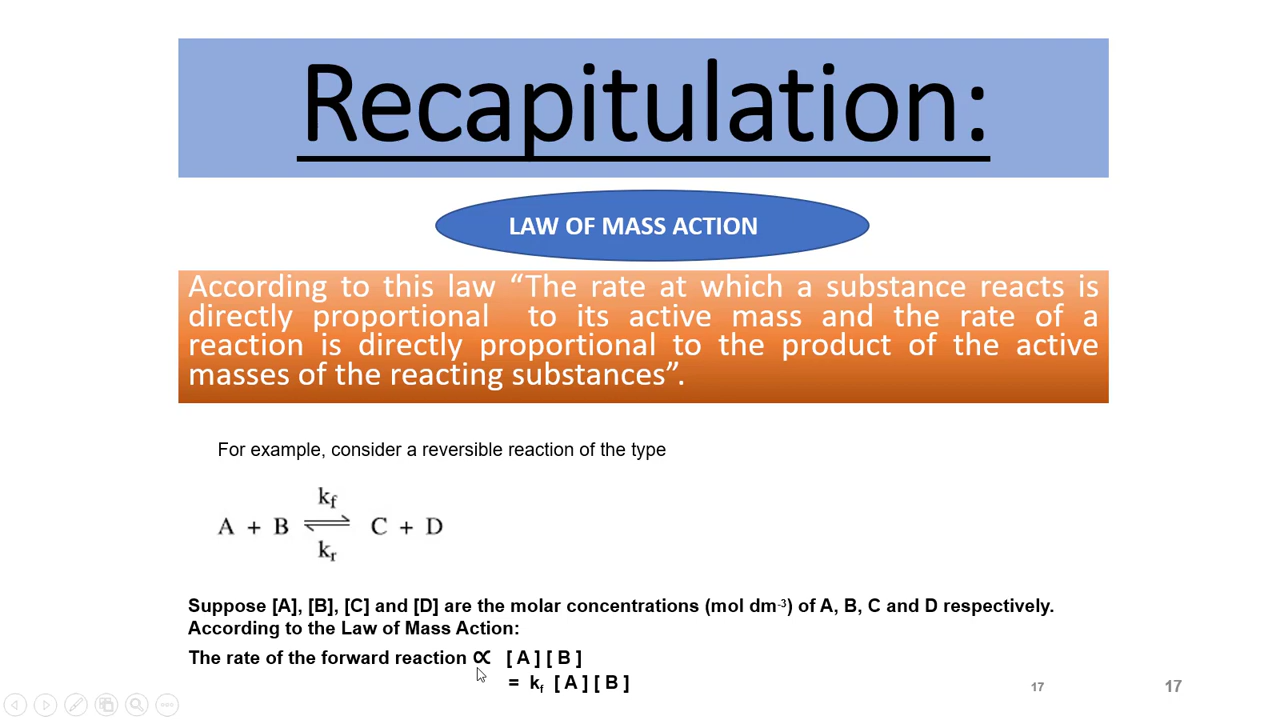 Recapitulation:
LAW OF MASS ACTION
According to this law “The rate at which a substance reacts is
directly proportional to its active mass and the rate of a
reaction is directly proportional to the product of the active
masses of the reacting substances”.
For example, consider a reversible reaction of the type
kf
A + B ⇌ C + D
kr
Suppose [A], [B], [C] and [D] are the molar concentrations (mol dm-3) of A, B, C and D respectively.
According to the Law of Mass Action:
The rate of the forward reaction ∝ [ A ] [ B ]
= kf [ A ] [ B ]
17
17